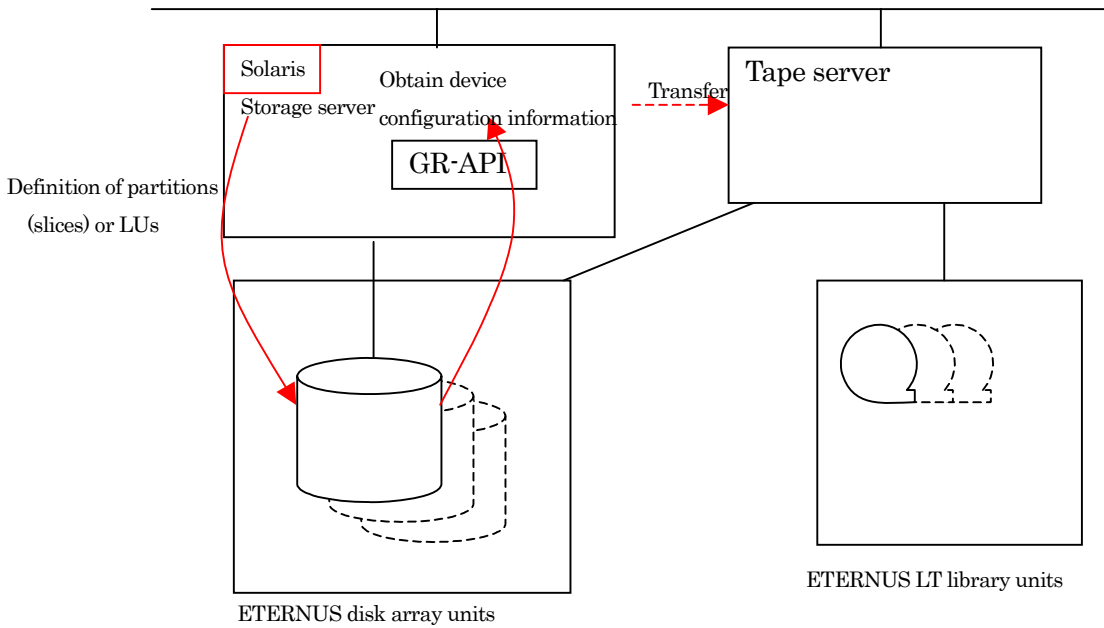 Solaris
Storage server
Obtain device
configuration information
GR-API
Transfer
Tape server
Definition of partitions
(slices) or LUs
ETERNUS disk array units
ETERNUS LT library units